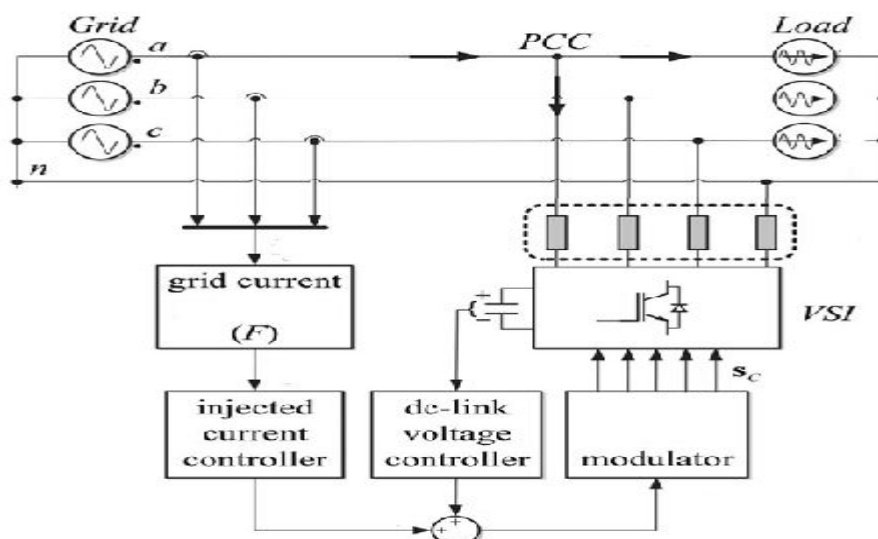 Grid
PCC
Load
a
b
c
n
grid current
(F)
VSI
s_C
injected
current
controller
dc-link
voltage
controller
modulator
+
−
+
+